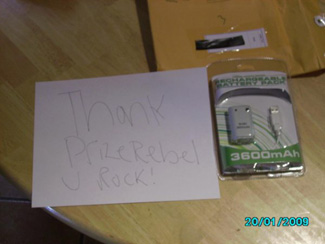 Thank
PrizeRebel
U Rock!
RECHARGEABLE
BATTERY PACK
3600mAh
20/01/2009